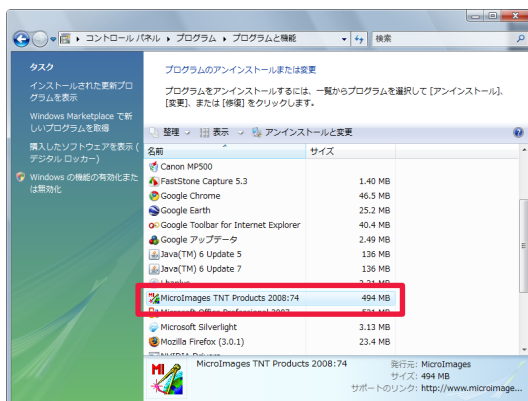 コントロール パネル ▸ プログラム ▸ プログラムと機能
検索
タスク
インストールされた更新プロ
グラムを表示
Windows Marketplace で新
しいプログラムを取得
購入したソフトウェアを表示 (
デジタル ロッカー)
Windows の機能の有効化また
は無効化
プログラムのアンインストールまたは変更
プログラムをアンインストールするには、一覧からプログラムを選択して [アンインストール]、
[変更]、または [修復] をクリックします。
整理 表示 アンインストールと変更
名前 サイズ
Canon MP500
FastStone Capture 5.3 1.40 MB
Google Chrome 46.5 MB
Google Earth 25.2 MB
Google Toolbar for Internet Explorer 40.4 MB
Google アップデータ 2.49 MB
Java(TM) 6 Update 5 136 MB
Java(TM) 6 Update 7 136 MB
MicroImages TNT Products 2008:74 494 MB
Microsoft Office Professional 2007
Microsoft Silverlight 3.13 MB
Mozilla Firefox (3.0.1) 23.4 MB
NVIDIA Drivers
MicroImages TNT Products 2008:74
発行元: MicroImages
サイズ: 494 MB
サポートのリンク: http://www.microimage...